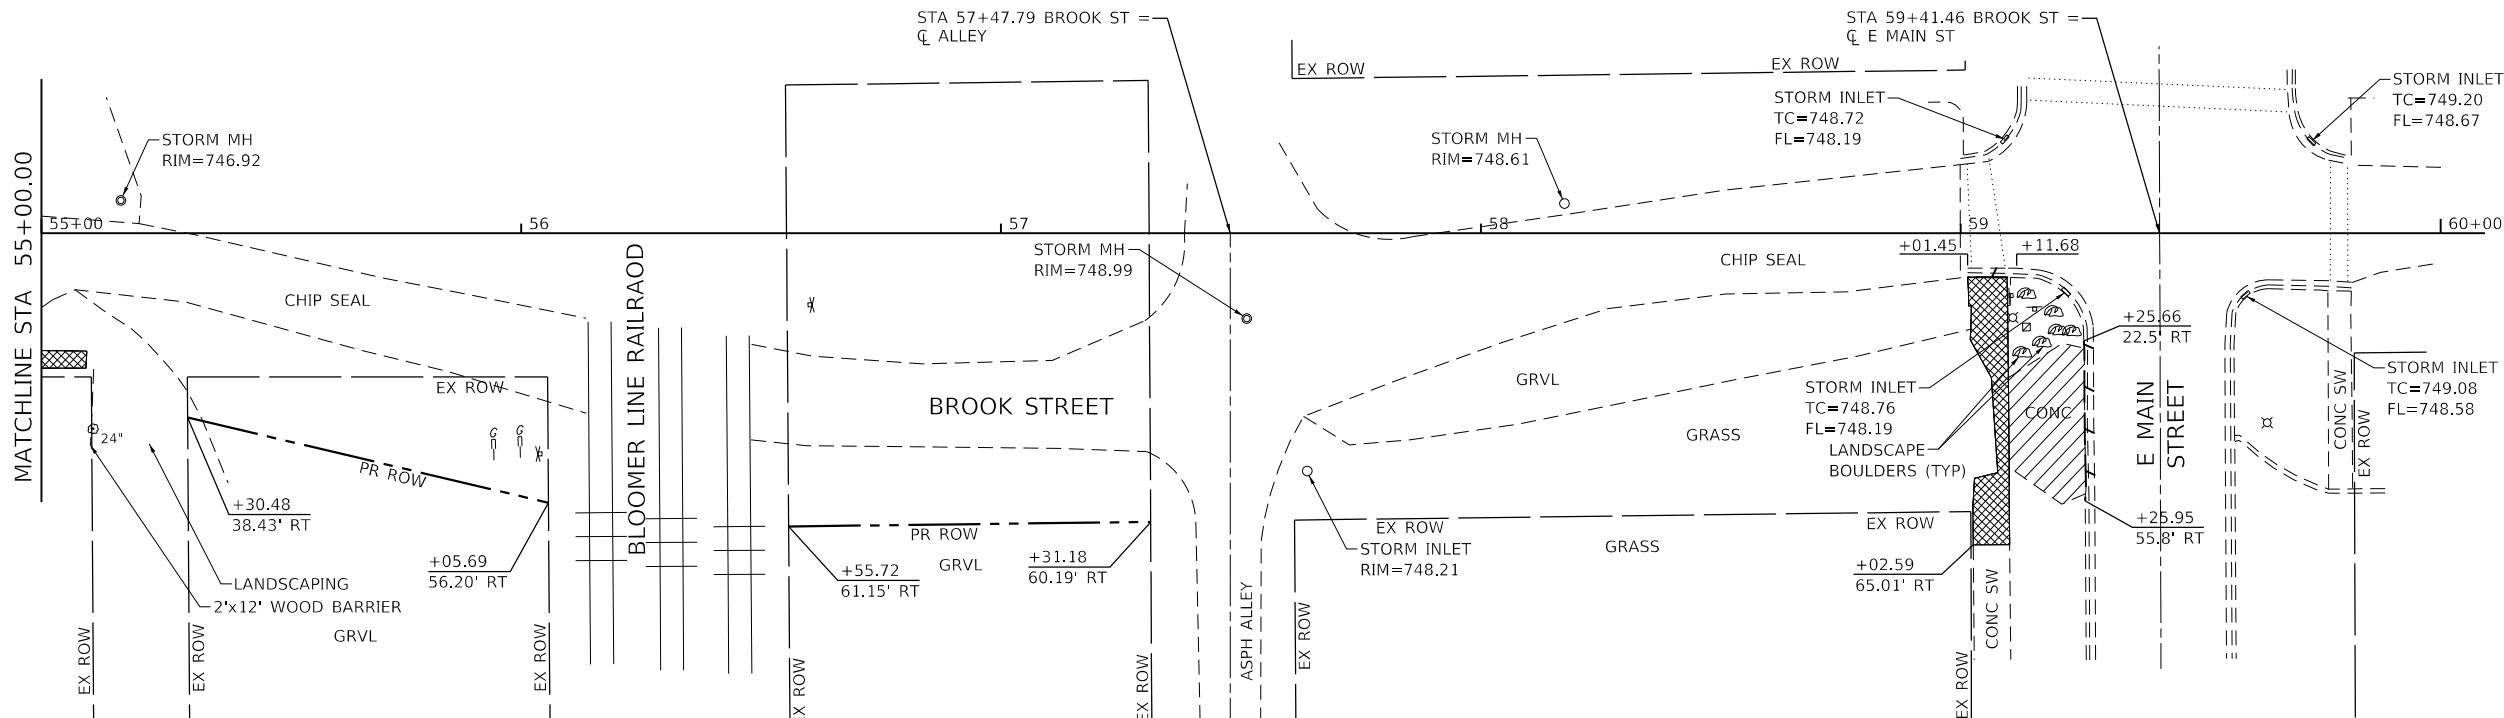 STA 57+47.79 BROOK ST =
℄ ALLEY
STA 59+41.46 BROOK ST =
℄ E MAIN ST
EX ROW
EX ROW
STORM INLET
TC=749.20
FL=748.67
STORM INLET
TC=748.72
FL=748.19
STORM MH
RIM=746.92
STORM MH
RIM=748.61
MATCHLINE STA 55+00.00
55+00
56
57
58
59
60+00
+01.45
+11.68
STORM MH
RIM=748.99
CHIP SEAL
CHIP SEAL
BLOOMER LINE RAILRAOD
BROOK STREET
EX ROW
24"
G
G
PR ROW
+30.48
38.43' RT
+05.69
56.20' RT
LANDSCAPING
2'x12' WOOD BARRIER
GRVL
EX ROW
EX ROW
EX ROW
PR ROW
GRVL
+55.72
61.15' RT
+31.18
60.19' RT
EX ROW
EX ROW
ASPH ALLEY
EX ROW
STORM INLET
RIM=748.21
EX ROW
GRVL
GRASS
GRASS
EX ROW
+25.66
22.5' RT
STORM INLET
TC=748.76
FL=748.19
LANDSCAPE
BOULDERS (TYP)
CONC
+25.95
55.8' RT
+02.59
65.01' RT
EX ROW
CONC SW
E MAIN
STREET
CONC SW
EX ROW
STORM INLET
TC=749.08
FL=748.58